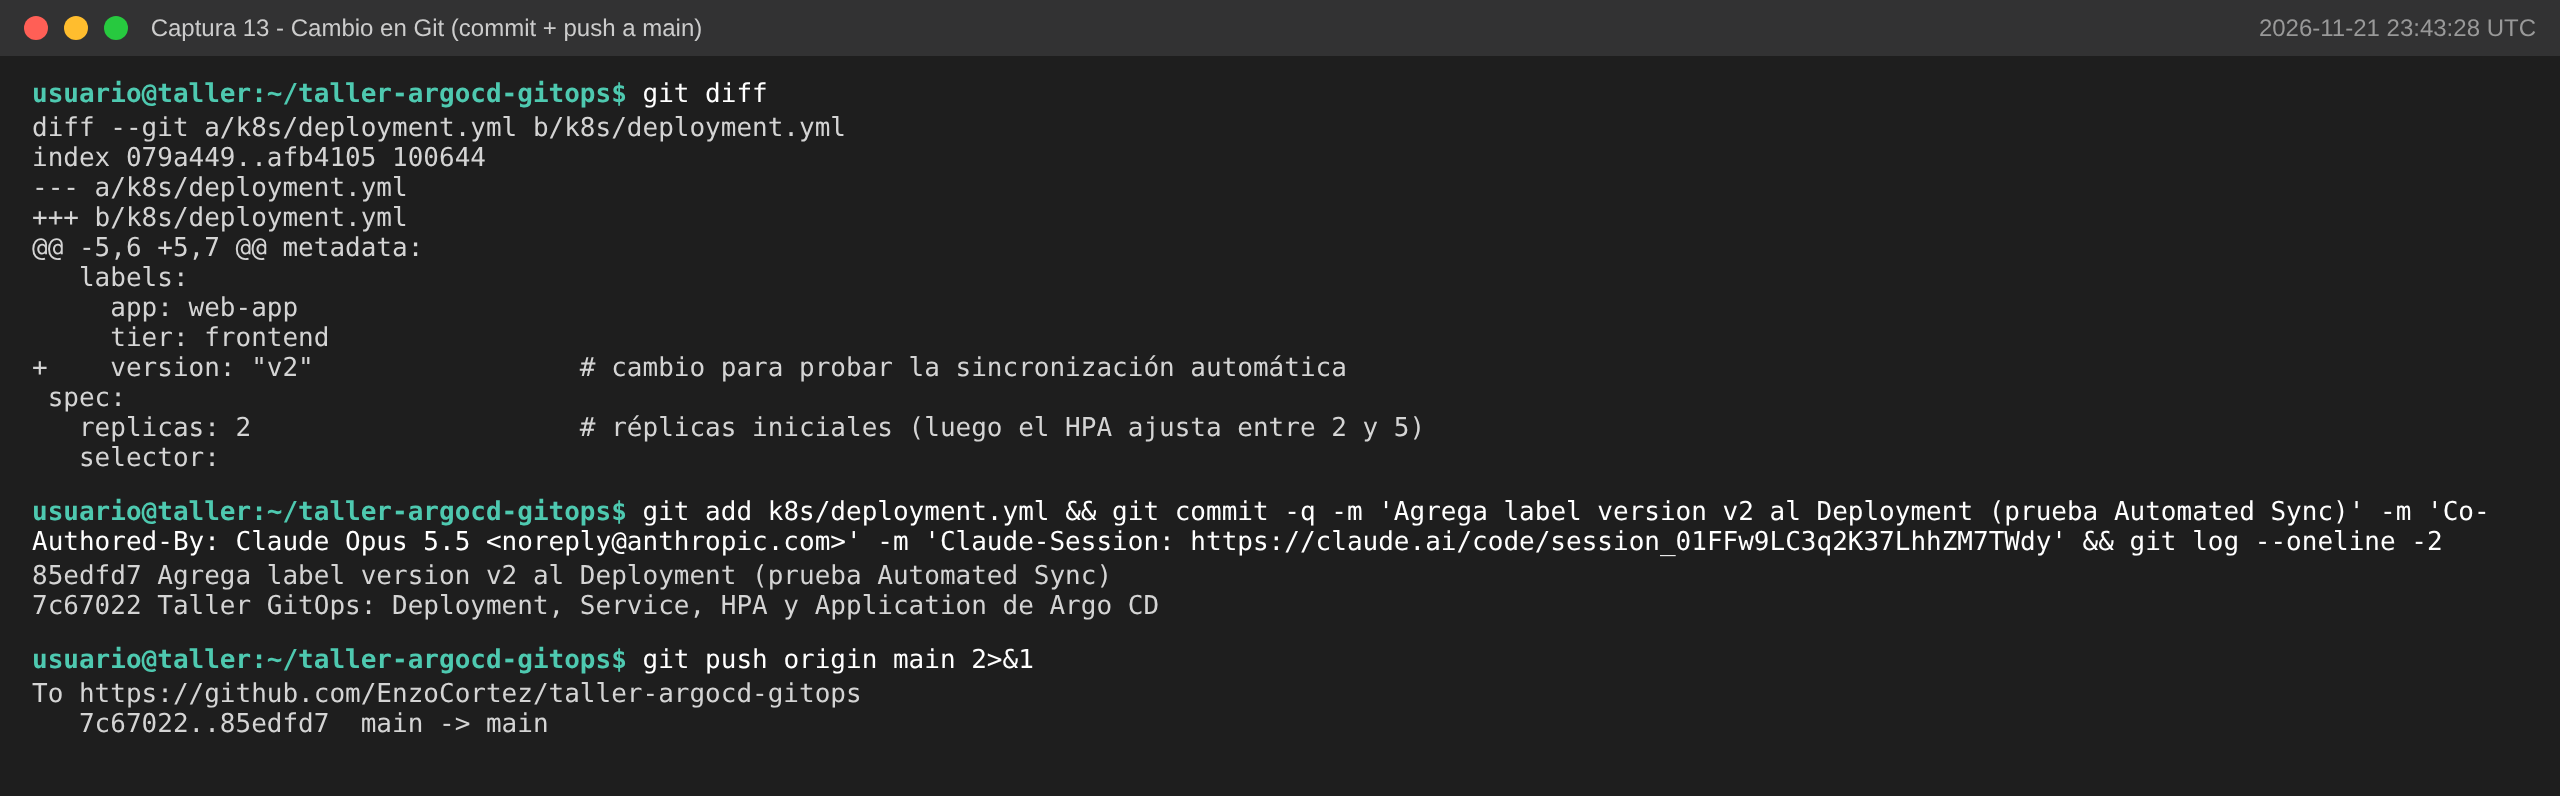 Captura 13 - Cambio en Git (commit + push a main)
2026-11-21 23:43:28 UTC
usuario@taller:~/taller-argocd-gitops$ git diff
diff --git a/k8s/deployment.yml b/k8s/deployment.yml
index 079a449..afb4105 100644
--- a/k8s/deployment.yml
+++ b/k8s/deployment.yml
@@ -5,6 +5,7 @@ metadata:
   labels:
     app: web-app
     tier: frontend
+    version: "v2"                 # cambio para probar la sincronización automática
 spec:
   replicas: 2                     # réplicas iniciales (luego el HPA ajusta entre 2 y 5)
   selector:
usuario@taller:~/taller-argocd-gitops$ git add k8s/deployment.yml && git commit -q -m 'Agrega label version v2 al Deployment (prueba Automated Sync)' -m 'Co-
Authored-By: Claude Opus 5.5 <noreply@anthropic.com>' -m 'Claude-Session: https://claude.ai/code/session_01FFw9LC3q2K37LhhZM7TWdy' && git log --oneline -2
85edfd7 Agrega label version v2 al Deployment (prueba Automated Sync)
7c67022 Taller GitOps: Deployment, Service, HPA y Application de Argo CD
usuario@taller:~/taller-argocd-gitops$ git push origin main 2>&1
To https://github.com/EnzoCortez/taller-argocd-gitops
   7c67022..85edfd7  main -> main